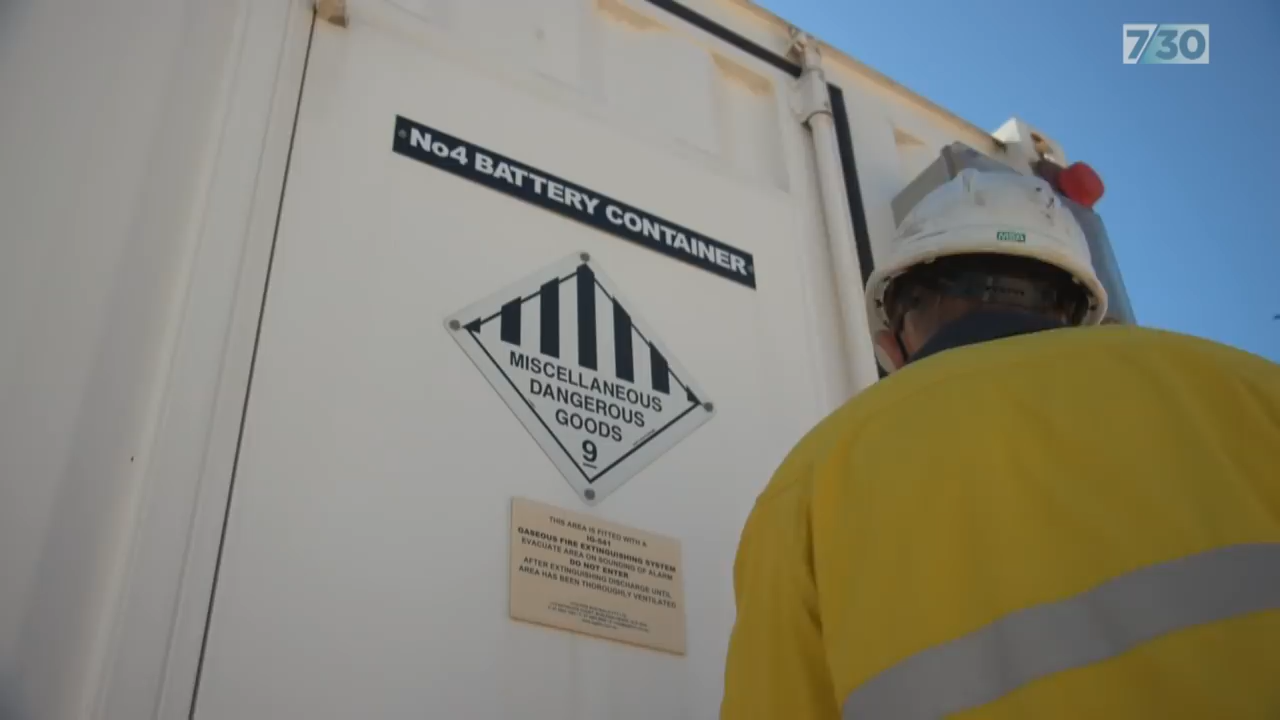 7/30
No4 BATTERY CONTAINER
MSA
MISCELLANEOUS
DANGEROUS
GOODS
9
THIS AREA IS FITTED WITH A
IG-541
GASEOUS FIRE EXTINGUISHING SYSTEM
EVACUATE AREA ON SOUNDING OF ALARM
DO NOT ENTER
AFTER EXTINGUISHING DISCHARGE UNTIL
AREA HAS BEEN THOROUGHLY VENTILATED